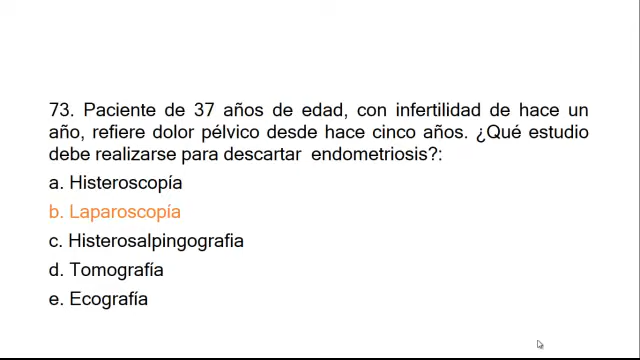 73. Paciente de 37 años de edad, con infertilidad de hace un
año, refiere dolor pélvico desde hace cinco años. ¿Qué estudio
debe realizarse para descartar endometriosis?:
a. Histeroscopía
b. Laparoscopía
c. Histerosalpingografia
d. Tomografía
e. Ecografía